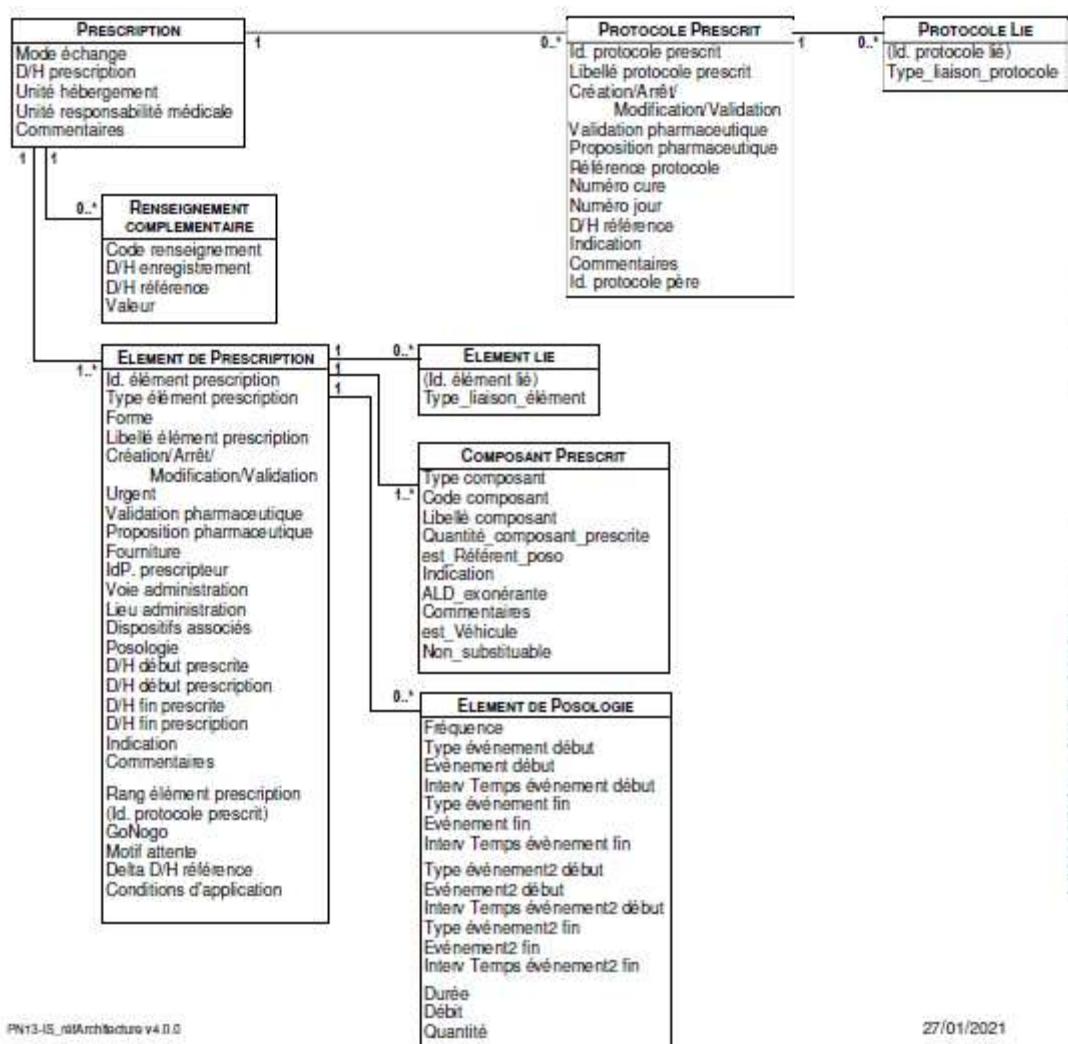 PRESCRIPTION
Mode échange
D/H prescription
Unité hébergement
Unité responsabilité médicale
Commentaires
1
0..*
PROTOCOLE PRESCRIT
Id. protocole prescrit
Libellé protocole prescrit
Création/Arrêt/
Modification/Validation
Validation pharmaceutique
Proposition pharmaceutique
Référence protocole
Numéro cure
Numéro jour
D/H référence
Indication
Commentaires
Id. protocole père
1
0..*
PROTOCOLE LIE
(Id. protocole lié)
Type_liaison_protocole
1
1
0..*
RENSEIGNEMENT
COMPLEMENTAIRE
Code renseignement
D/H enregistrement
D/H référence
Valeur
1..*
ELEMENT DE PRESCRIPTION
Id. élément prescription
Type élément prescription
Forme
Libellé élément prescription
Création/Arrêt/
Modification/Validation
Urgent
Validation pharmaceutique
Proposition pharmaceutique
Fourniture
IdP. prescripteur
Voie administration
Lieu administration
Dispositifs associés
Posologie
D/H début prescrite
D/H début prescription
D/H fin prescrite
D/H fin prescription
Indication
Commentaires
Rang élément prescription
(Id. protocole prescrit)
GoNogo
Motif attente
Delta D/H référence
Conditions d'application
1
1
1
0..*
ELEMENT LIE
(Id. élément lié)
Type_liaison_élément
1..*
COMPOSANT PRESCRIT
Type composant
Code composant
Libellé composant
Quantité_composant_prescrite
est_Référent_poso
Indication
ALD_exonérante
Commentaires
est_Véhicule
Non_substituable
0..*
ELEMENT DE POSOLOGIE
Fréquence
Type événement début
Evènement début
Interv Temps événement début
Type événement fin
Evénement fin
Interv Temps évènement fin
Type événement2 début
Evénement2 début
Interv Temps événement2 début
Type événement2 fin
Evénement2 fin
Interv Temps événement2 fin
Durée
Débit
Quantité
PN13-IS_réfArchitecture v4.0.0
27/01/2021